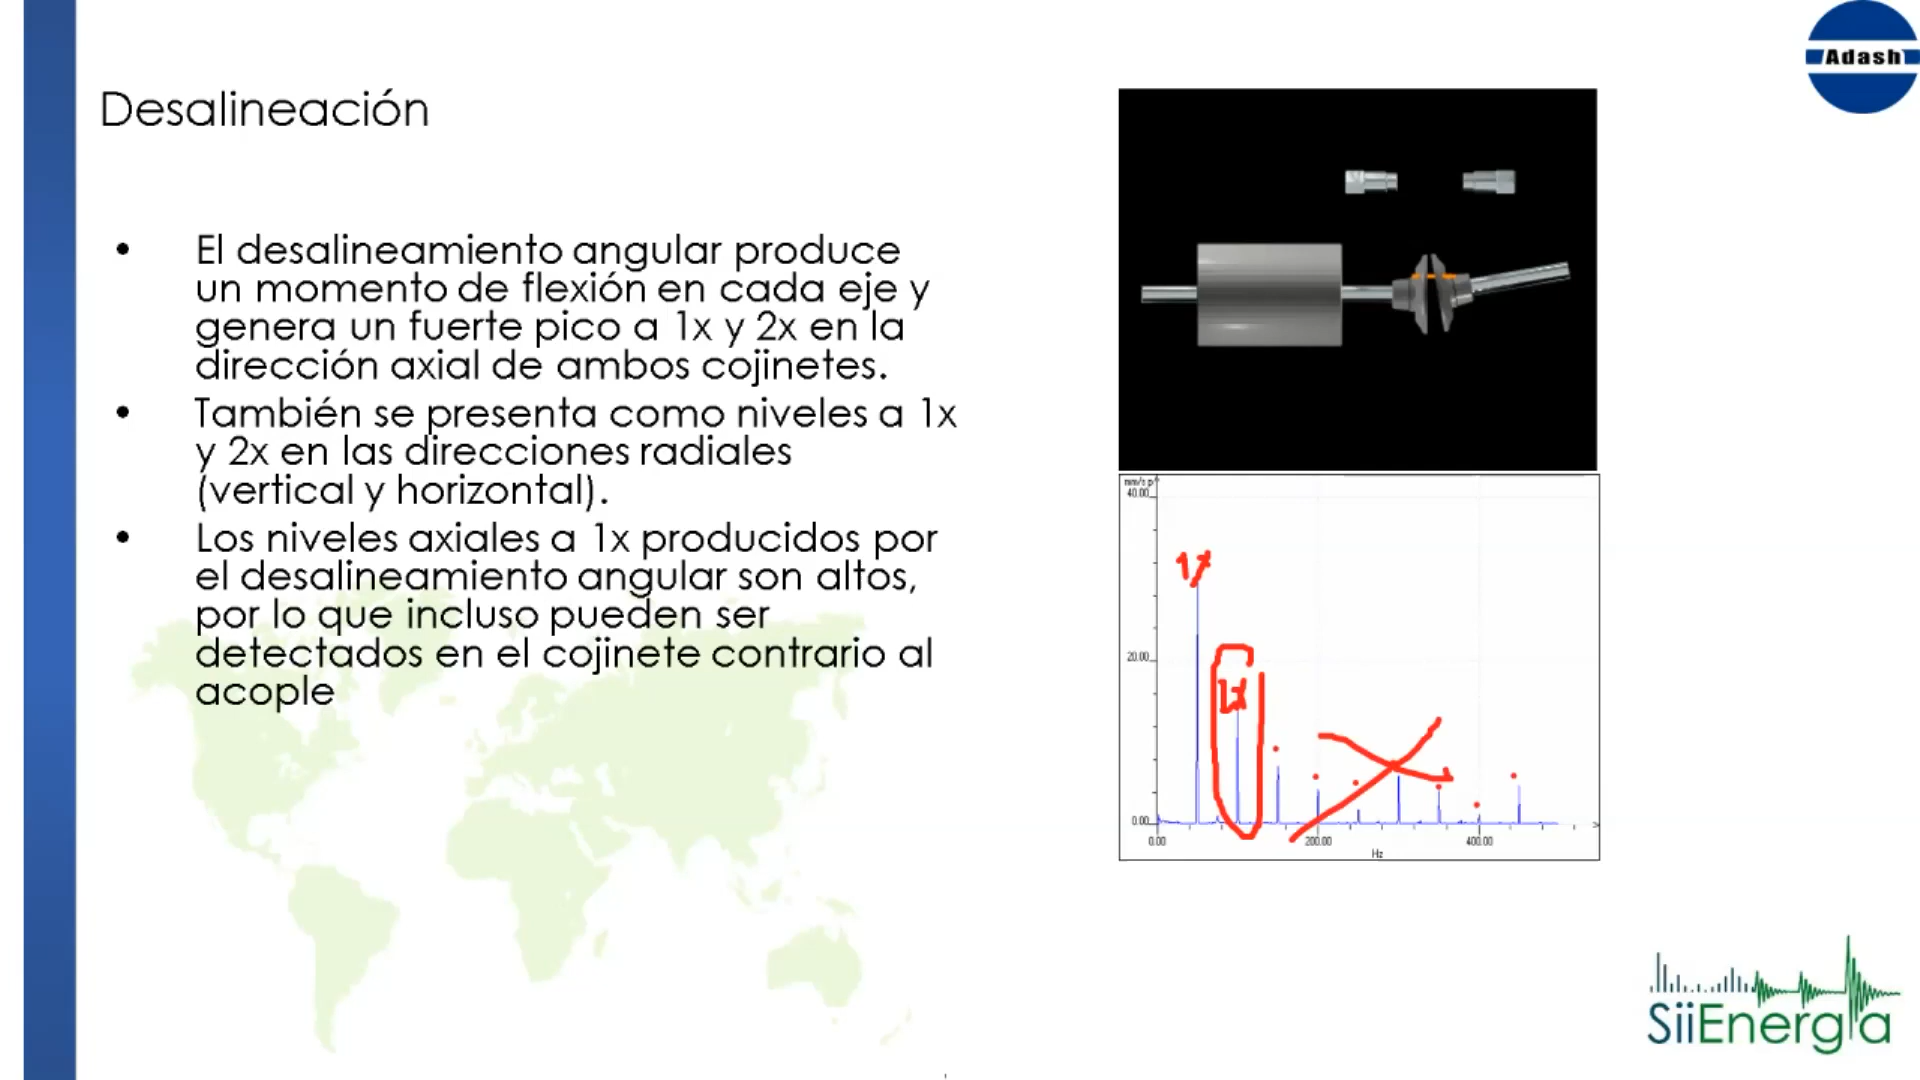 Adash
Desalineación
• El desalineamiento angular produce
un momento de flexión en cada eje y
genera un fuerte pico a 1x y 2x en la
dirección axial de ambos cojinetes.
• También se presenta como niveles a 1x
y 2x en las direcciones radiales
(vertical y horizontal).
• Los niveles axiales a 1x producidos por
el desalineamiento angular son altos,
por lo que incluso pueden ser
detectados en el cojinete contrario al
acople
mm/s p
40.00
1x
20.00
0.00
0.00 200.00 400.00
Hz
SiiEnergía